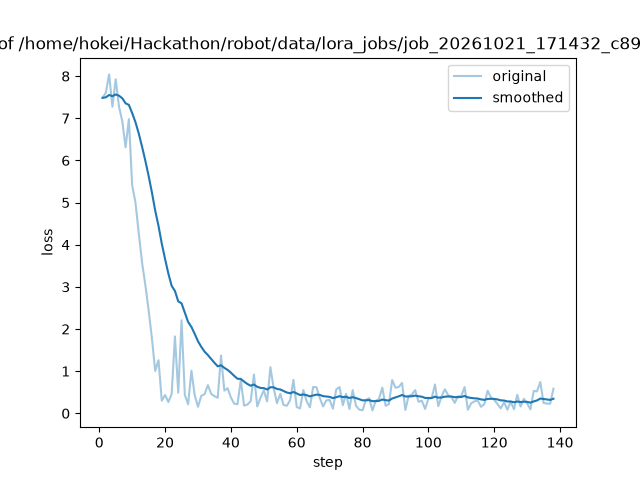 of /home/hokei/Hackathon/robot/data/lora_jobs/job_20261021_171432_c89
original
smoothed
loss
8
7
6
5
4
3
2
1
0
0 20 40 60 80 100 120 140
step